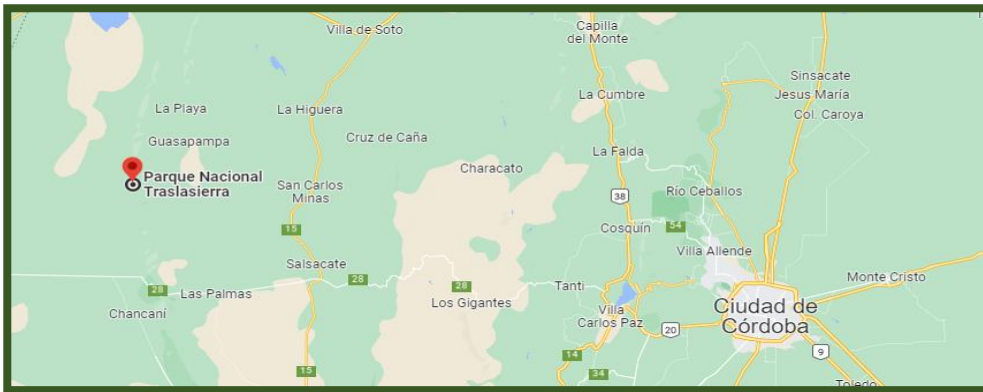 Villa de Soto
Capilla
del Monte
Sinsacate
La Cumbre
Jesus María
La Playa
La Higuera
Col. Caroya
Guasapampa
Cruz de Caña
La Falda
Characato
Parque Nacional
Traslasierra
San Carlos
Minas
38
Río Ceballos
15
Cosquín
54
Villa Allende
Salsacate
28
28
28
Monte Cristo
Las Palmas
Los Gigantes
Tanti
Chancaní
Villa
Carlos Paz
Ciudad de
Córdoba
20
9
14
15
34
Toledo